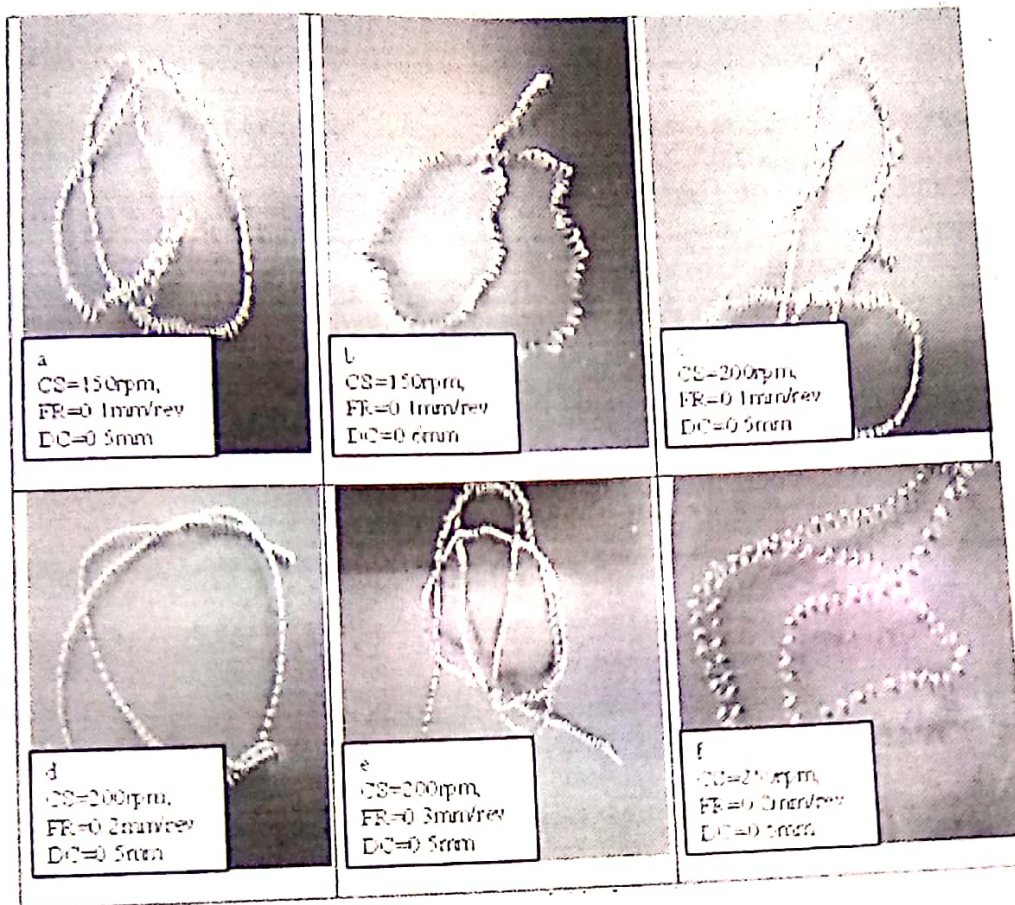 a
CS=150rpm,
FR=0.1mm/rev
DC=0.5mm
b
CS=150rpm,
FR=0.1mm/rev
CS=200rpm,
FR=0.1mm/rev
DC=0.5mm
d
CS=200rpm,
FR=0.2mm/rev
DC=0.5mm
e
CS=200rpm,
FR=0.3mm/rev
DC=0.5mm
f